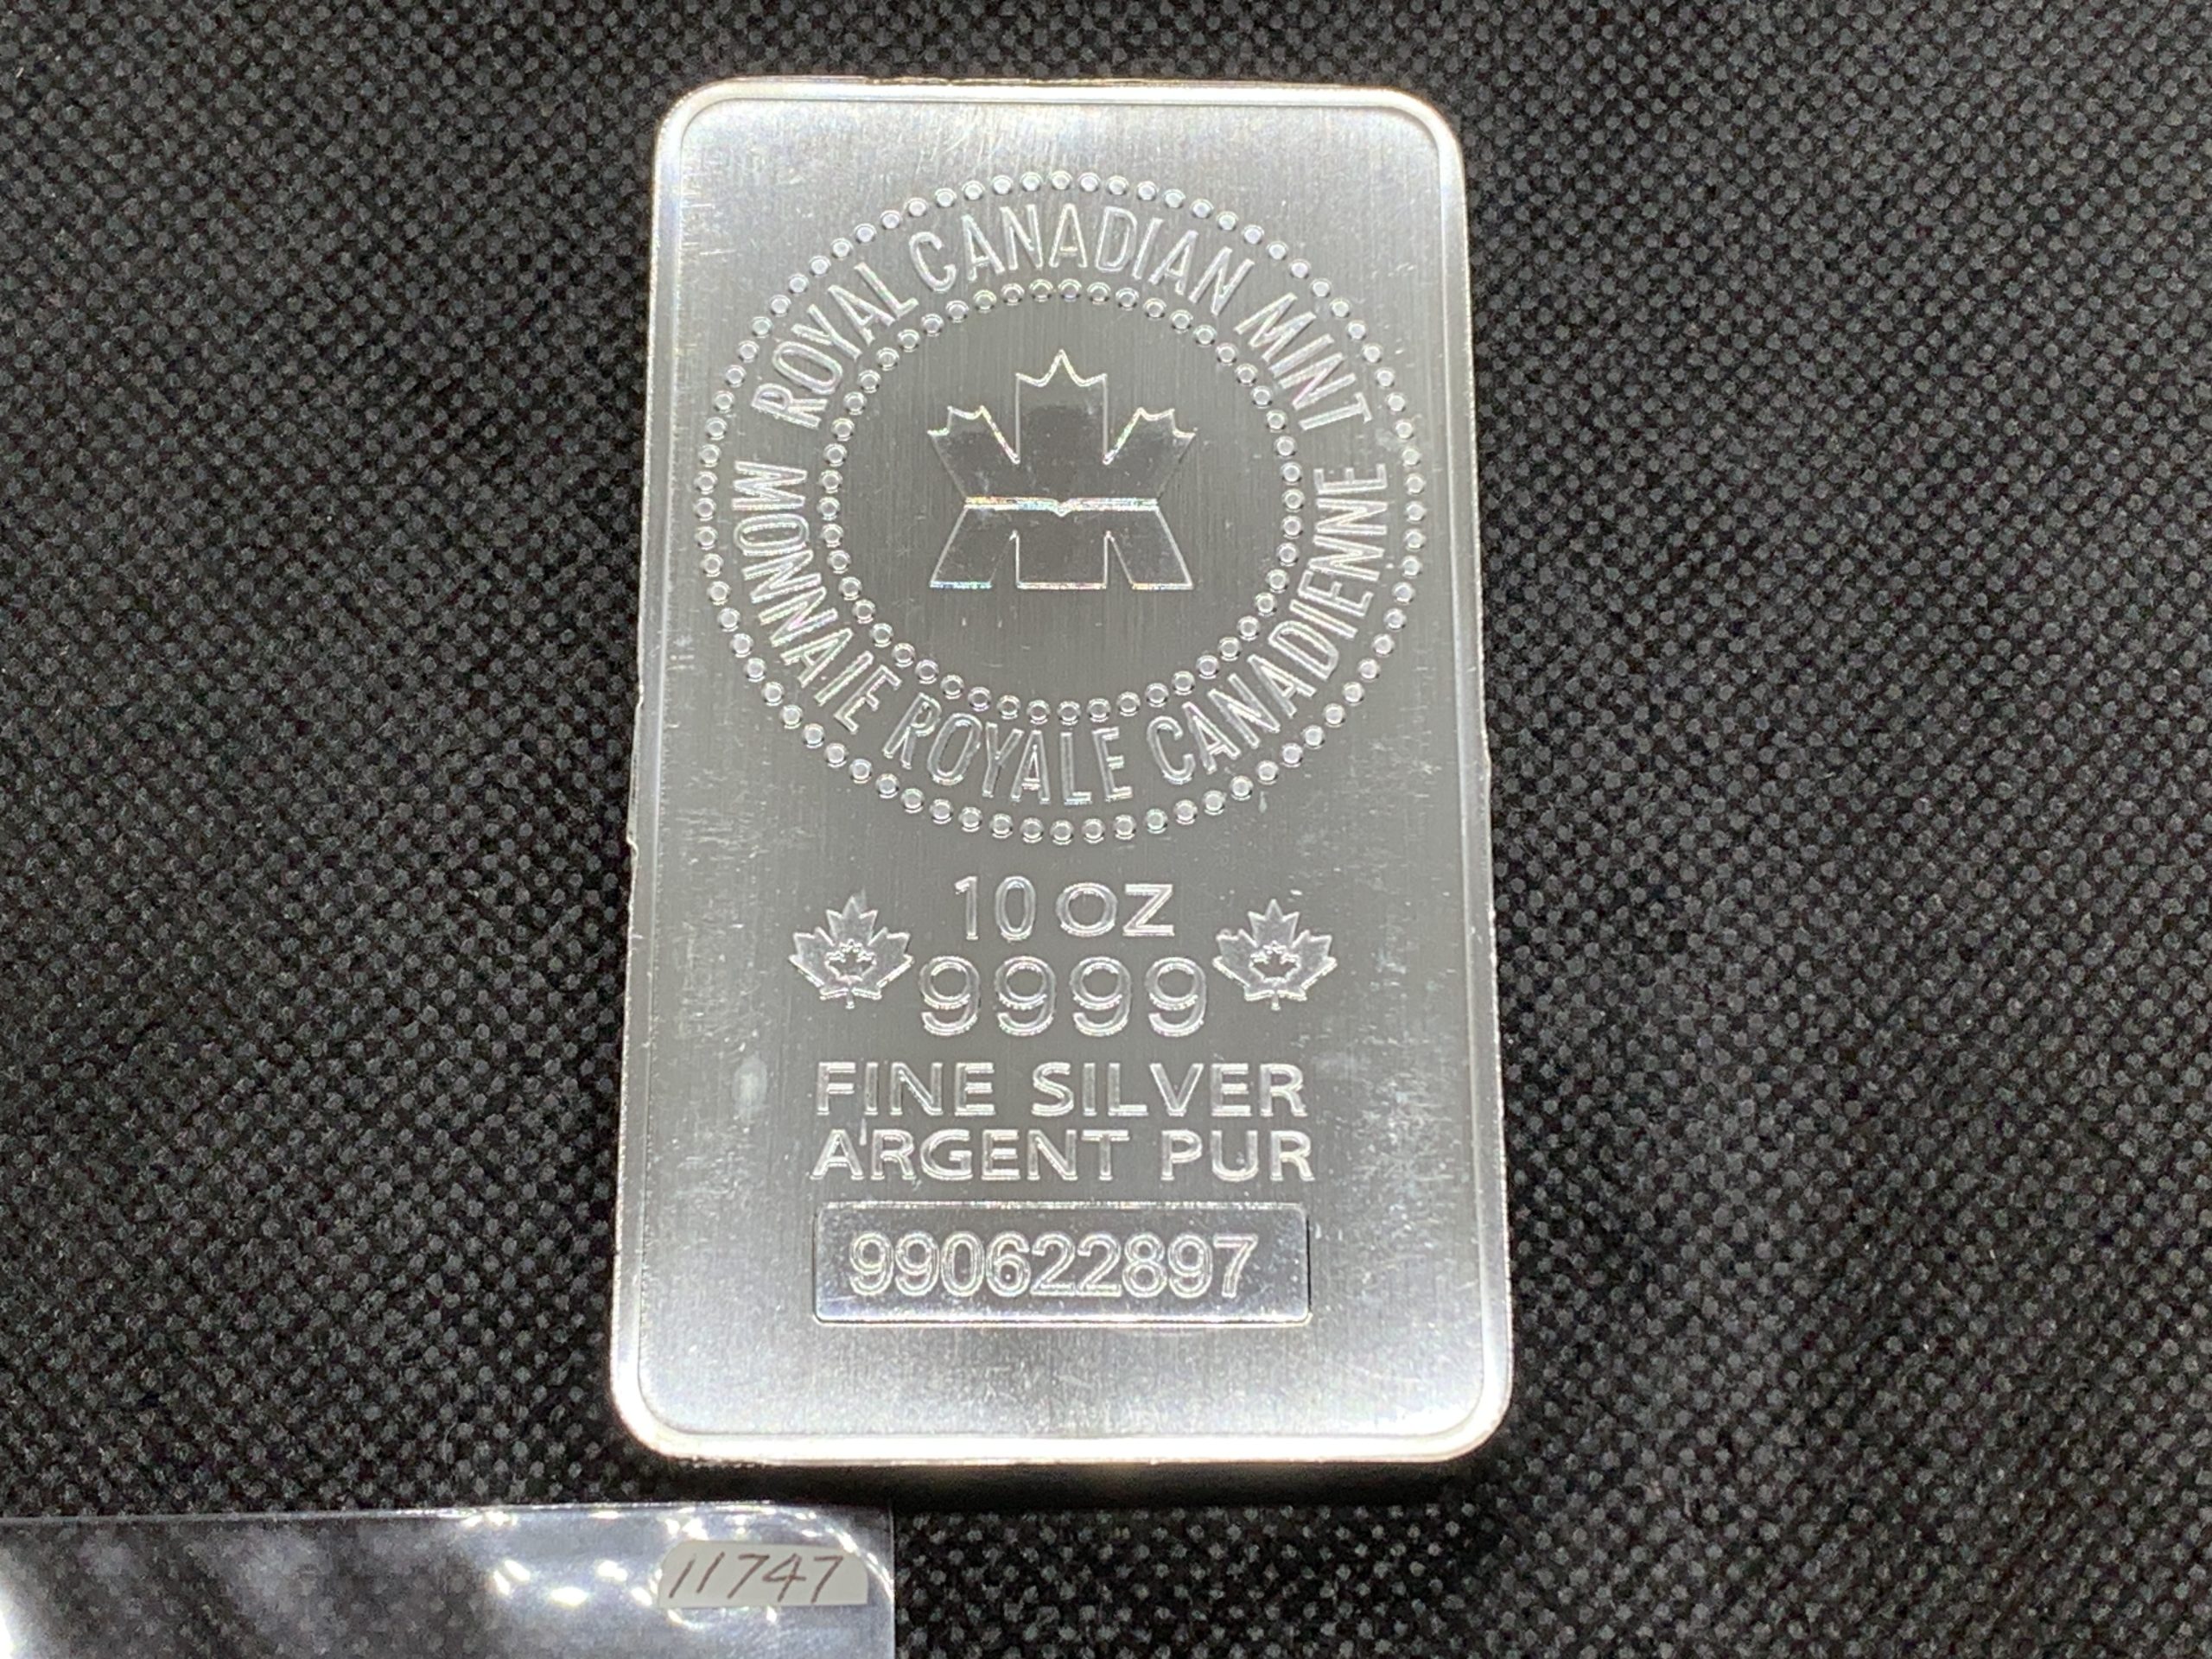 ROYAL CANADIAN MINT
MONNAIE ROYALE CANADIENNE
10 OZ
9999
FINE SILVER
ARGENT PUR
990622897
11747